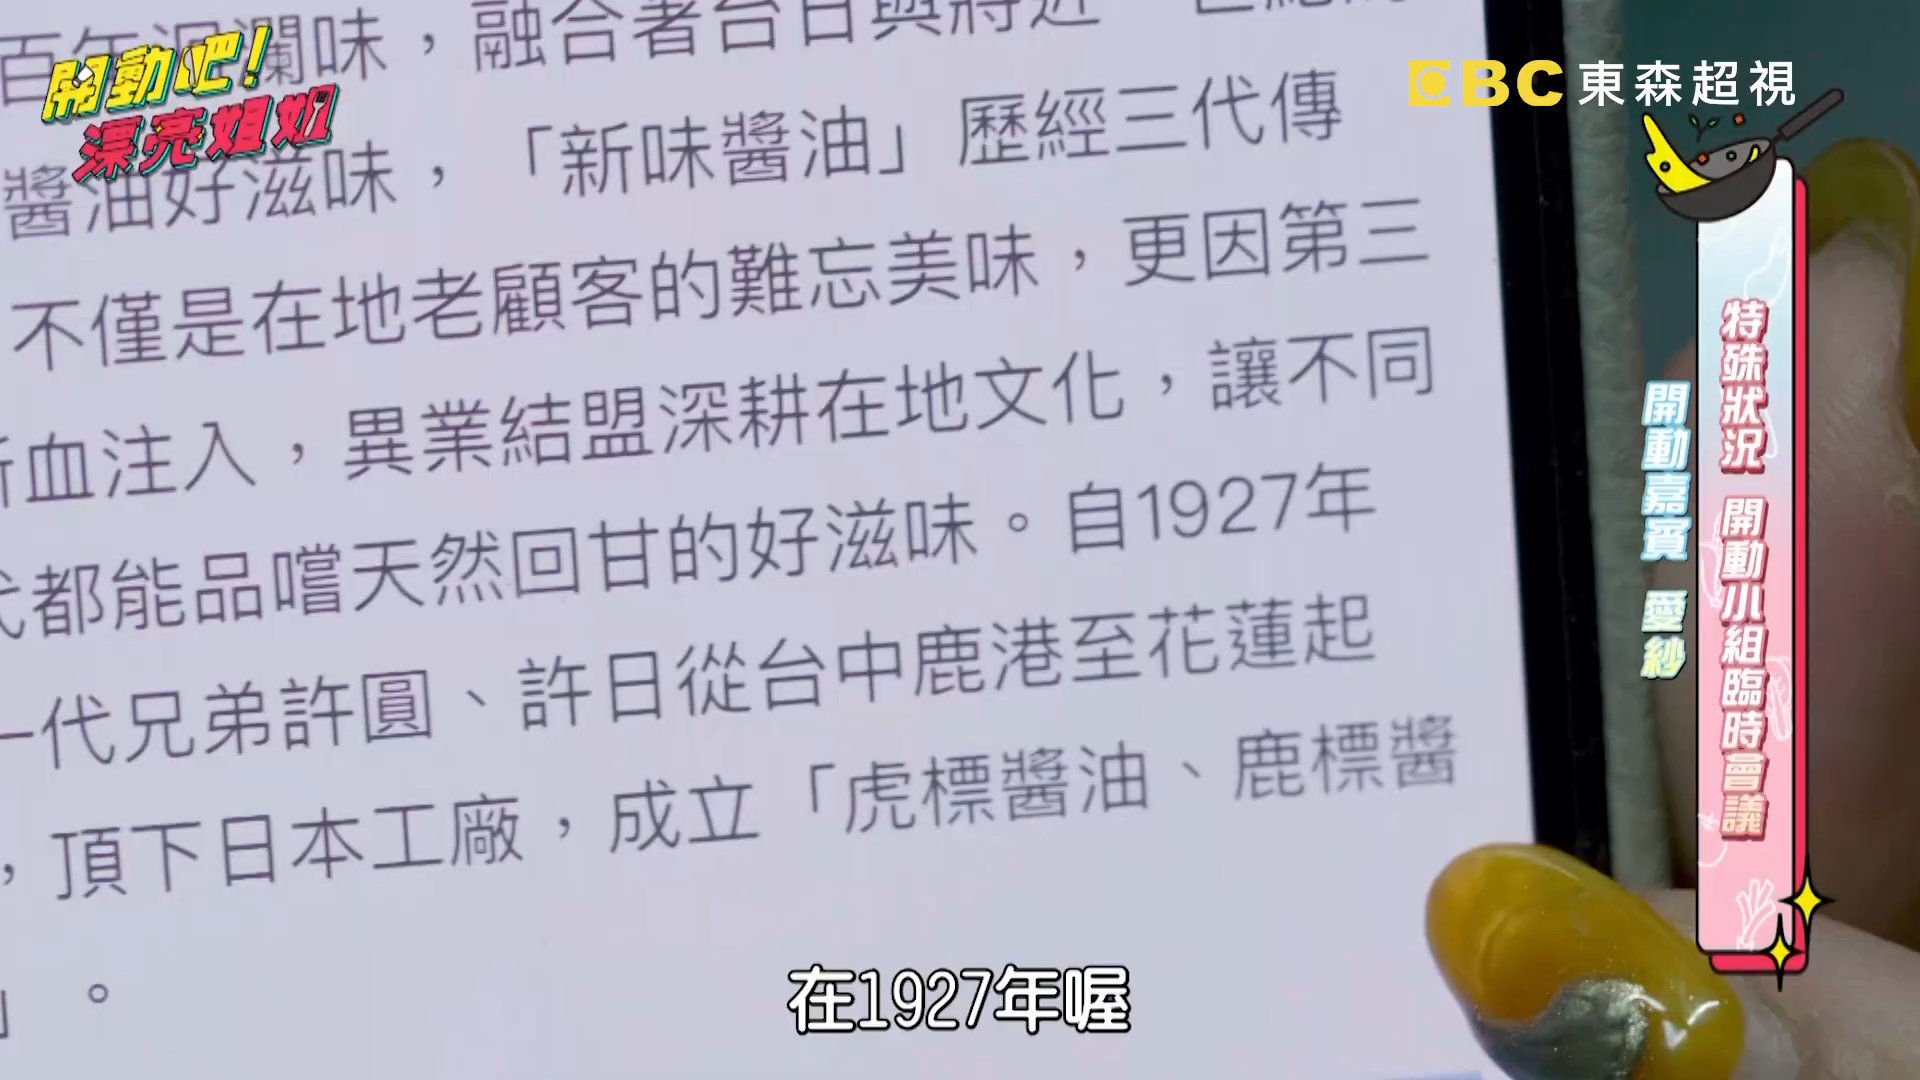 開動吧！
漂亮姐姐
EBC 東森超視
味，融合著台日與將近
醬油好滋味，「新味醬油」歷經三代傳
不僅是在地老顧客的難忘美味，更因第三
血注入，異業結盟深耕在地文化，讓不同
都能品嚐天然回甘的好滋味。自1927年
一代兄弟許圓、許日從台中鹿港至花蓮起
，頂下日本工廠，成立「虎標醬油、鹿標醬
」。
特殊狀況 開動小組臨時會議
開動嘉賓 愛紗
在1927年喔